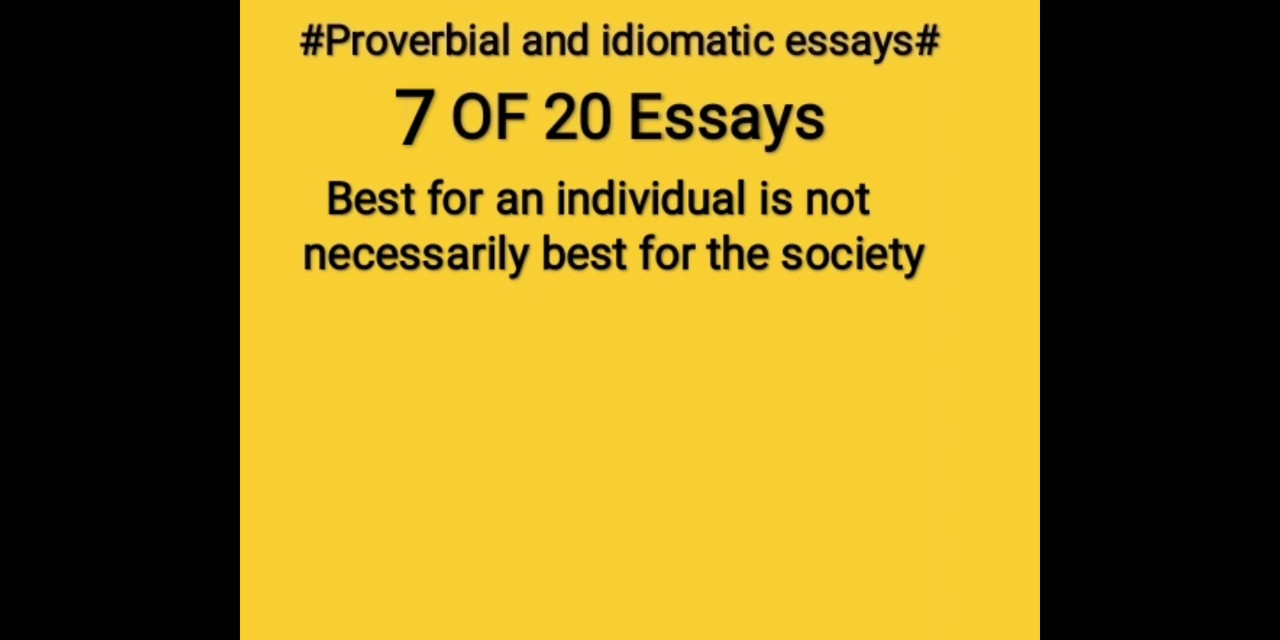 #Proverbial and idiomatic essays#
7 OF 20 Essays
Best for an individual is not
necessarily best for the society